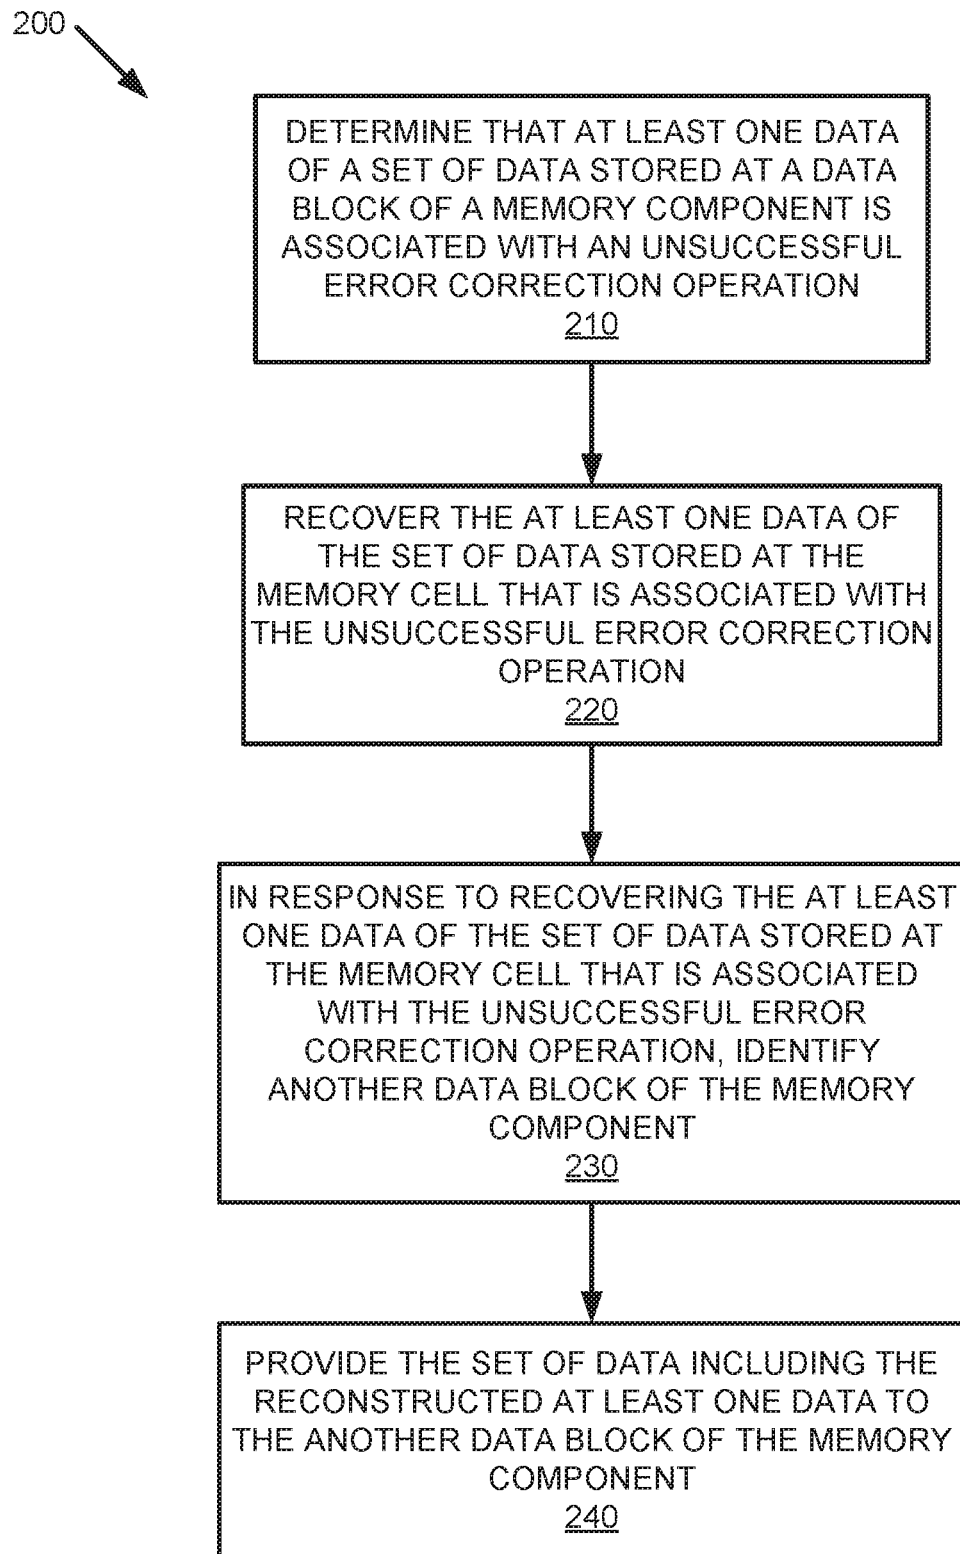 200
DETERMINE THAT AT LEAST ONE DATA
OF A SET OF DATA STORED AT A DATA
BLOCK OF A MEMORY COMPONENT IS
ASSOCIATED WITH AN UNSUCCESSFUL
ERROR CORRECTION OPERATION
210
RECOVER THE AT LEAST ONE DATA OF
THE SET OF DATA STORED AT THE
MEMORY CELL THAT IS ASSOCIATED WITH
THE UNSUCCESSFUL ERROR CORRECTION
OPERATION
220
IN RESPONSE TO RECOVERING THE AT LEAST
ONE DATA OF THE SET OF DATA STORED AT
THE MEMORY CELL THAT IS ASSOCIATED
WITH THE UNSUCCESSFUL ERROR
CORRECTION OPERATION, IDENTIFY
ANOTHER DATA BLOCK OF THE MEMORY
COMPONENT
230
PROVIDE THE SET OF DATA INCLUDING THE
RECONSTRUCTED AT LEAST ONE DATA TO
THE ANOTHER DATA BLOCK OF THE MEMORY
COMPONENT
240